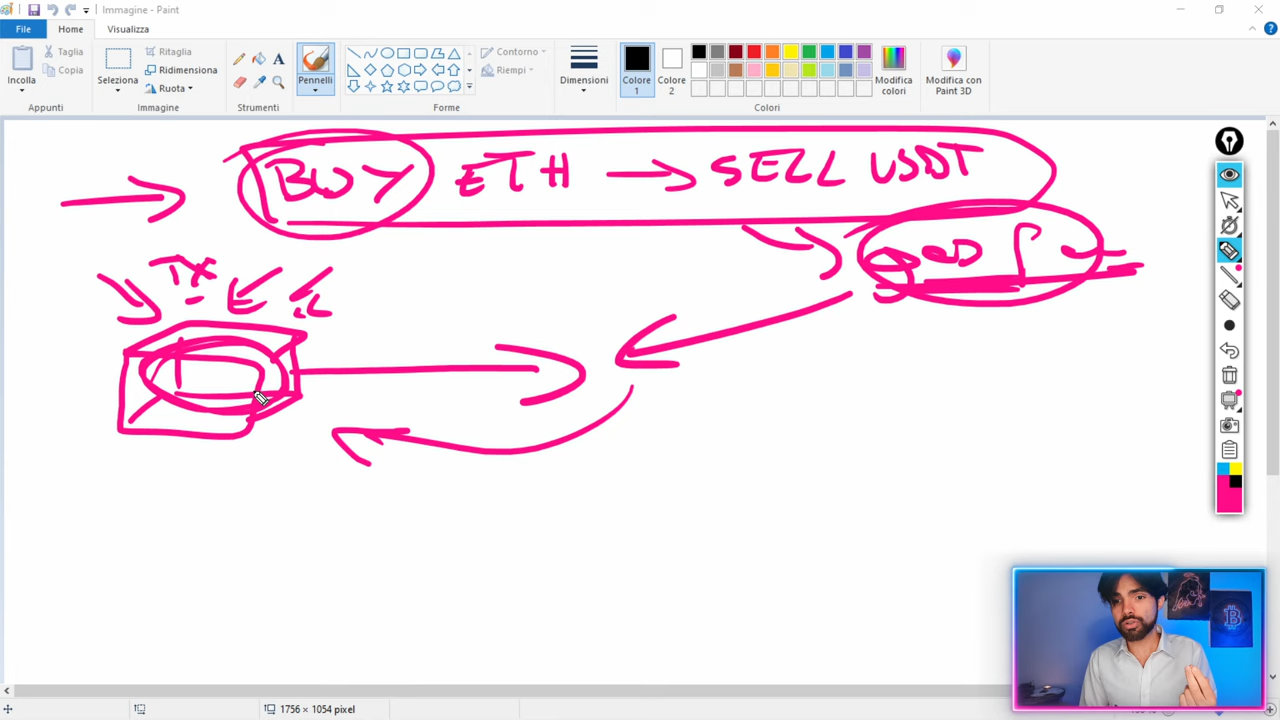 Immagine - Paint
File Home Visualizza
Incolla
Taglia
Copia
Appunti
Seleziona
Ritaglia
Ridimensiona
Ruota
Immagine
A
Strumenti
Pennelli
Contorno
Riempi
Forme
Dimensioni
Colore 1
Colore 2
Modifica colori
Colori
Modifica con Paint 3D
BUY ETH → SELL USDT
TX
1756 × 1054 pixel